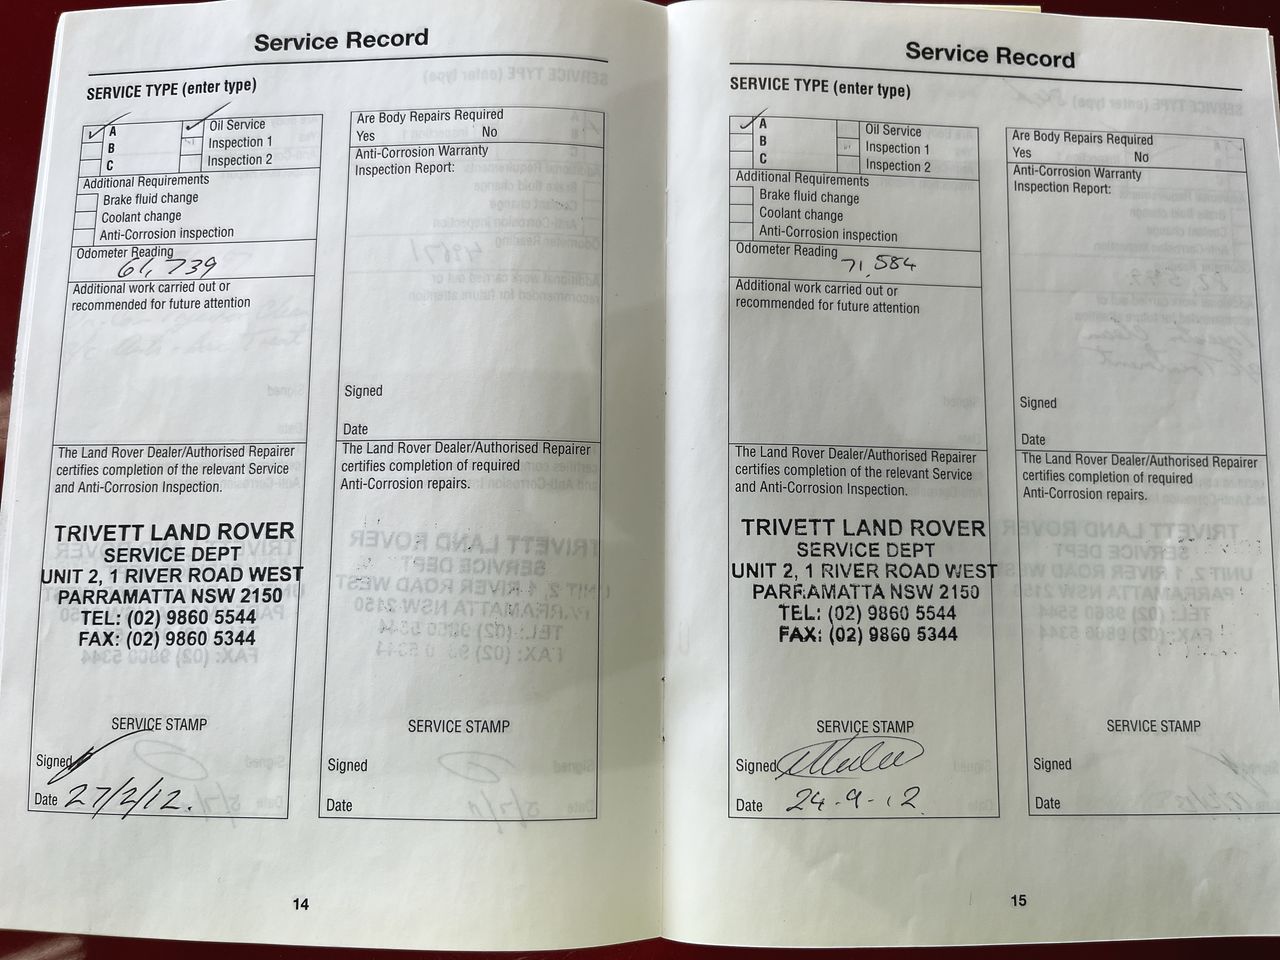 Service Record
SERVICE TYPE (enter type)
A
B
C
Oil Service
Inspection 1
Inspection 2
Additional Requirements
Brake fluid change
Coolant change
Anti-Corrosion inspection
Odometer Reading
61,739
Additional work carried out or
recommended for future attention
The Land Rover Dealer/Authorised Repairer
certifies completion of the relevant Service
and Anti-Corrosion Inspection.
TRIVETT LAND ROVER
SERVICE DEPT
UNIT 2, 1 RIVER ROAD WEST
PARRAMATTA NSW 2150
TEL: (02) 9860 5544
FAX: (02) 9860 5344
SERVICE STAMP
Signed
Date 27/2/12.
Are Body Repairs Required
Yes No
Anti-Corrosion Warranty
Inspection Report:
Signed
Date
The Land Rover Dealer/Authorised Repairer
certifies completion of required
Anti-Corrosion repairs.
SERVICE STAMP
Signed
Date
14
Service Record
SERVICE TYPE (enter type)
A
B
C
Oil Service
Inspection 1
Inspection 2
Additional Requirements
Brake fluid change
Coolant change
Anti-Corrosion inspection
Odometer Reading
71,584
Additional work carried out or
recommended for future attention
The Land Rover Dealer/Authorised Repairer
certifies completion of the relevant Service
and Anti-Corrosion Inspection.
TRIVETT LAND ROVER
SERVICE DEPT
UNIT 2, 1 RIVER ROAD WEST
PARRAMATTA NSW 2150
TEL: (02) 9860 5544
FAX: (02) 9860 5344
SERVICE STAMP
Signed
Date 24-9-12
Are Body Repairs Required
Yes No
Anti-Corrosion Warranty
Inspection Report:
Signed
Date
The Land Rover Dealer/Authorised Repairer
certifies completion of required
Anti-Corrosion repairs.
SERVICE STAMP
Signed
Date
15